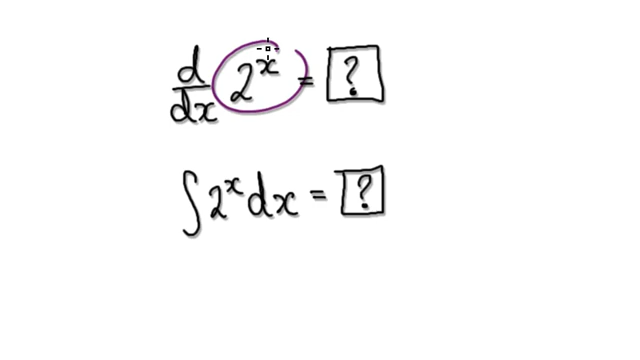 d/dx 2^x = ?
∫ 2^x dx = ?